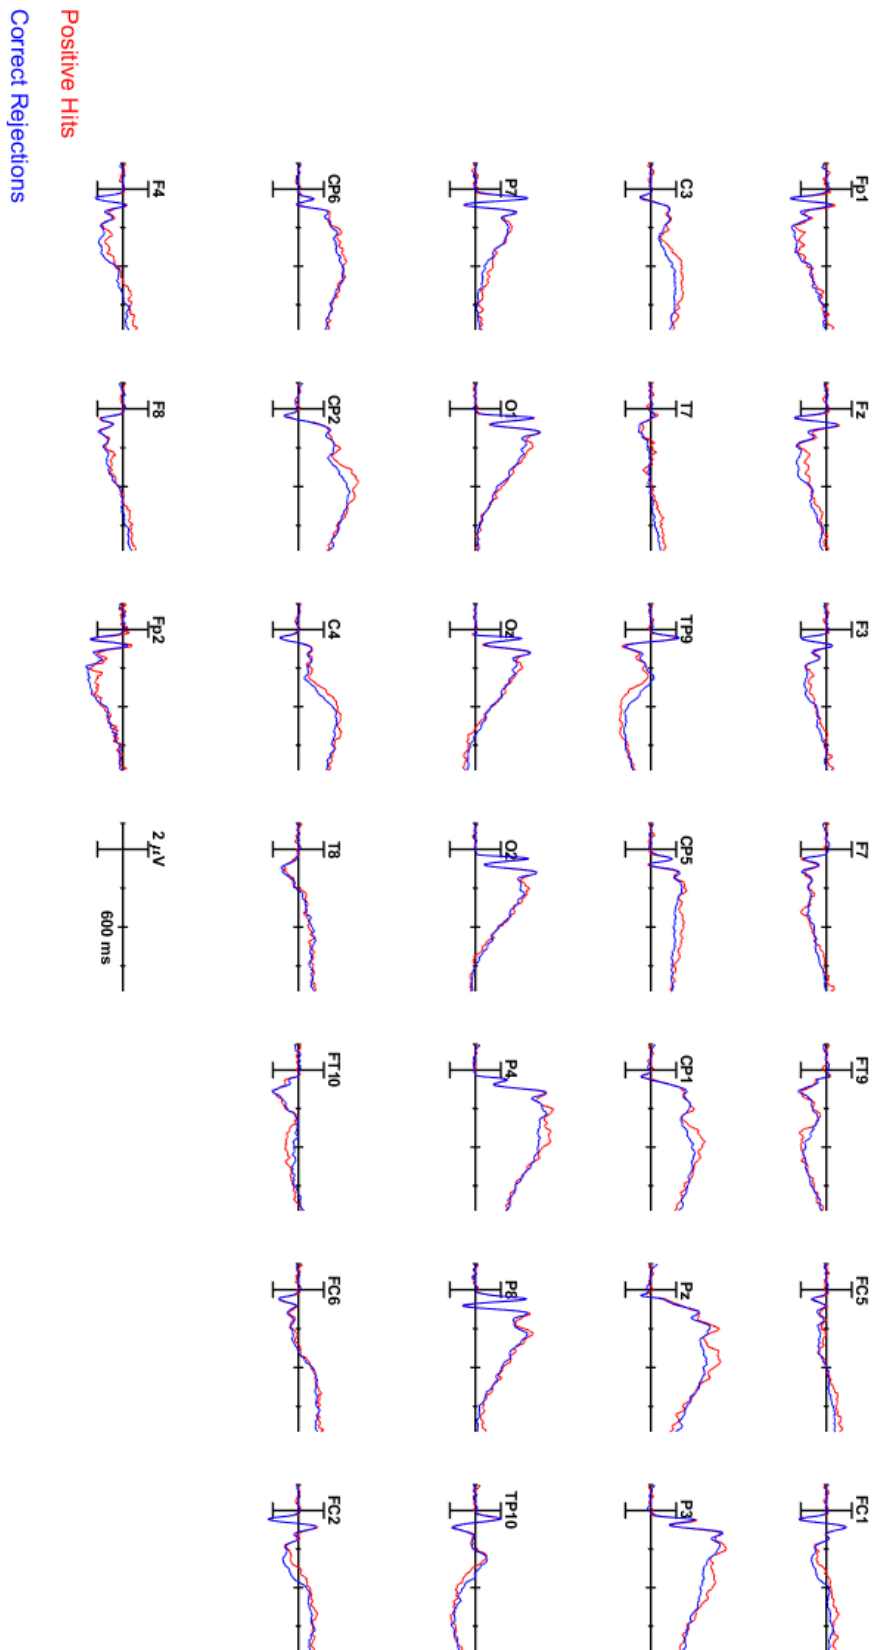 Fp1
Fz
F3
F7
FT9
FC5
FC1
C3
T7
TP9
CP5
CP1
Pz
P3
P7
O1
Oz
O2
P4
P8
TP10
CP6
CP2
C4
T8
FT10
FC6
FC2
F4
F8
Fp2
2 μV
600 ms
Positive Hits
Correct Rejections